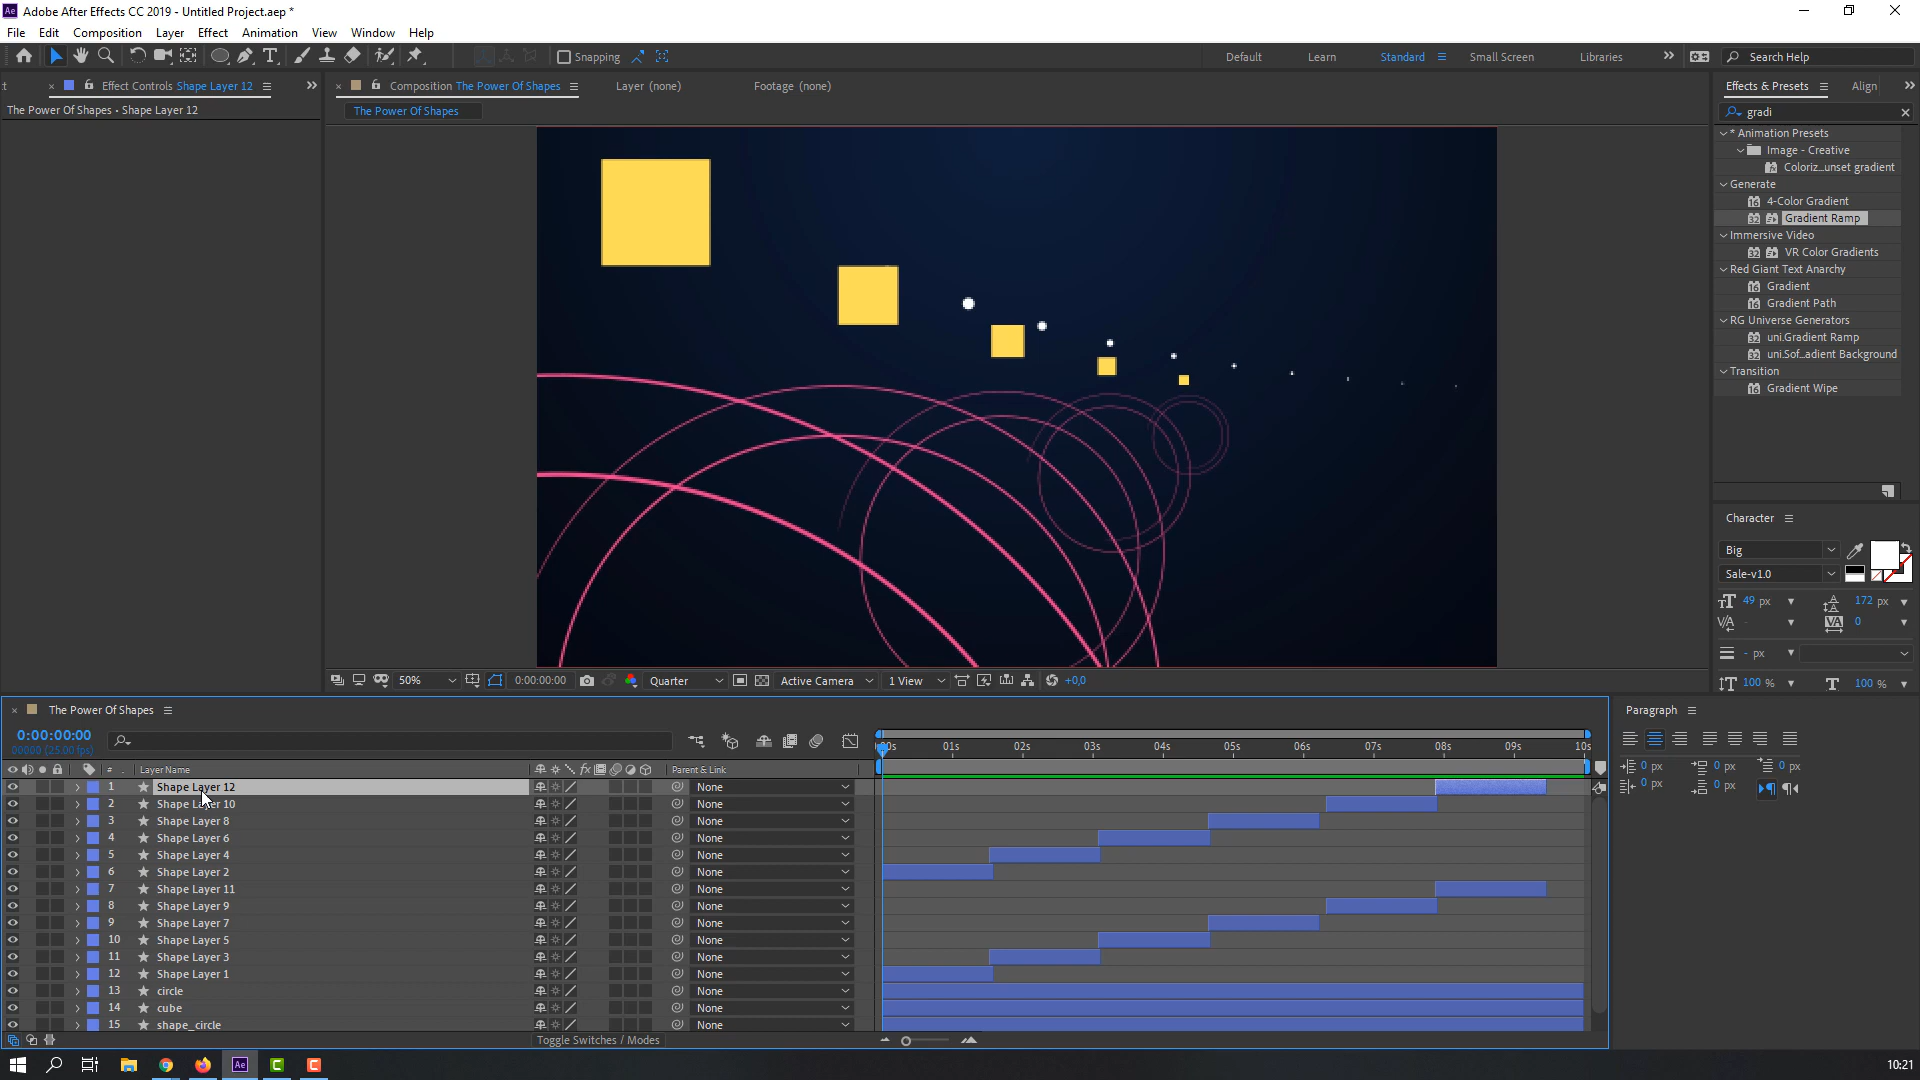 Ae Adobe After Effects CC 2019 - Untitled Project.aep *
File Edit Composition Layer Effect Animation View Window Help
T Snapping Default Learn Standard Small Screen Libraries Search Help
t Effect Controls Shape Layer 12 Composition The Power Of Shapes Layer (none) Footage (none) Effects & Presets Align
The Power Of Shapes • Shape Layer 12
The Power Of Shapes
gradi
* Animation Presets
Image - Creative
Coloriz...unset gradient
Generate
4-Color Gradient
Gradient Ramp
Immersive Video
VR Color Gradients
Red Giant Text Anarchy
Gradient
Gradient Path
RG Universe Generators
uni.Gradient Ramp
uni.Sof...adient Background
Transition
Gradient Wipe
Character
Big
Sale-v1.0
49 px 172 px
- 0
- px
100 % 100 %
50% 0:00:00:00 Quarter Active Camera 1 View +0,0
The Power Of Shapes
0:00:00:00
00000 (25.00 fps)
:00s 01s 02s 03s 04s 05s 06s 07s 08s 09s 10s
# . Layer Name fx Parent & Link
1 Shape Layer 12 None
2 Shape Layer 10 None
3 Shape Layer 8 None
4 Shape Layer 6 None
5 Shape Layer 4 None
6 Shape Layer 2 None
7 Shape Layer 11 None
8 Shape Layer 9 None
9 Shape Layer 7 None
10 Shape Layer 5 None
11 Shape Layer 3 None
12 Shape Layer 1 None
13 circle None
14 cube None
15 shape_circle None
Toggle Switches / Modes
Paragraph
0 px 0 px 0 px
0 px 0 px
Ae
10:21